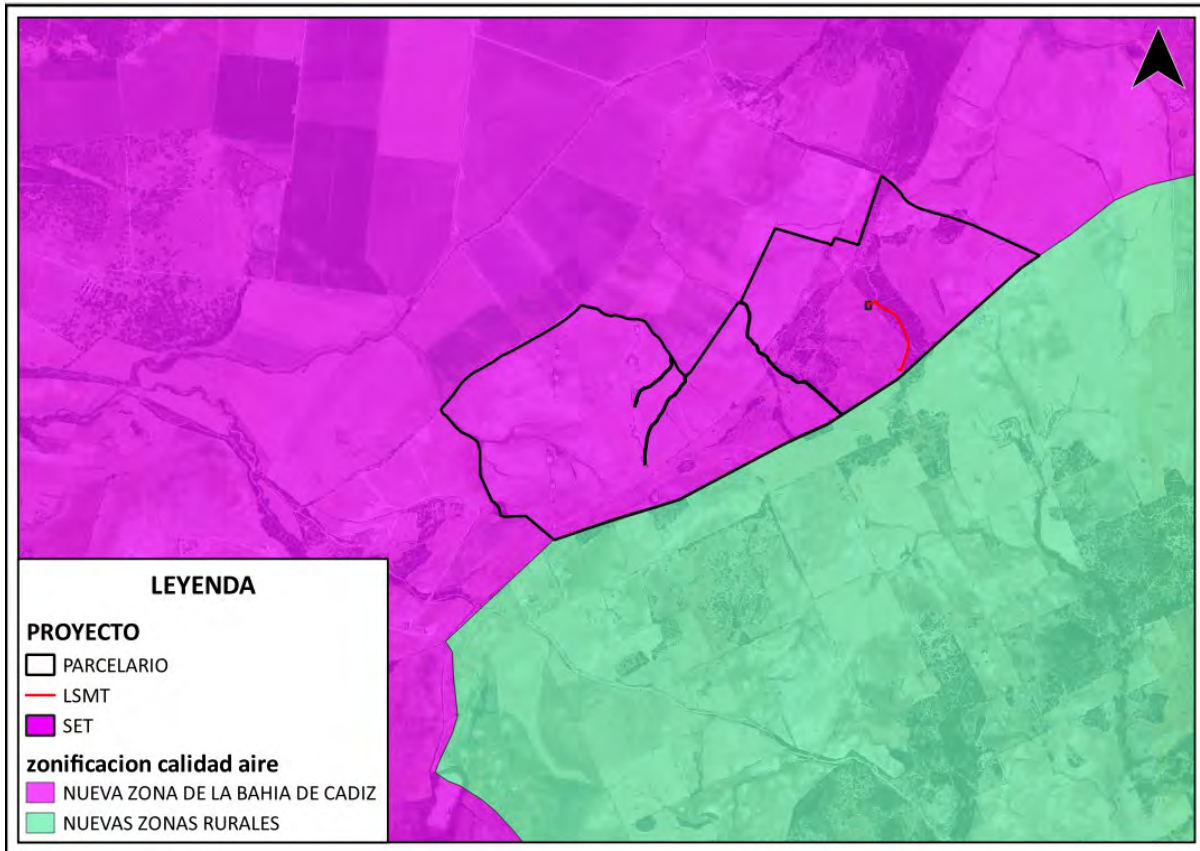 LEYENDA
PROYECTO
PARCELARIO
LSMT
SET
zonificacion calidad aire
NUEVA ZONA DE LA BAHIA DE CADIZ
NUEVAS ZONAS RURALES